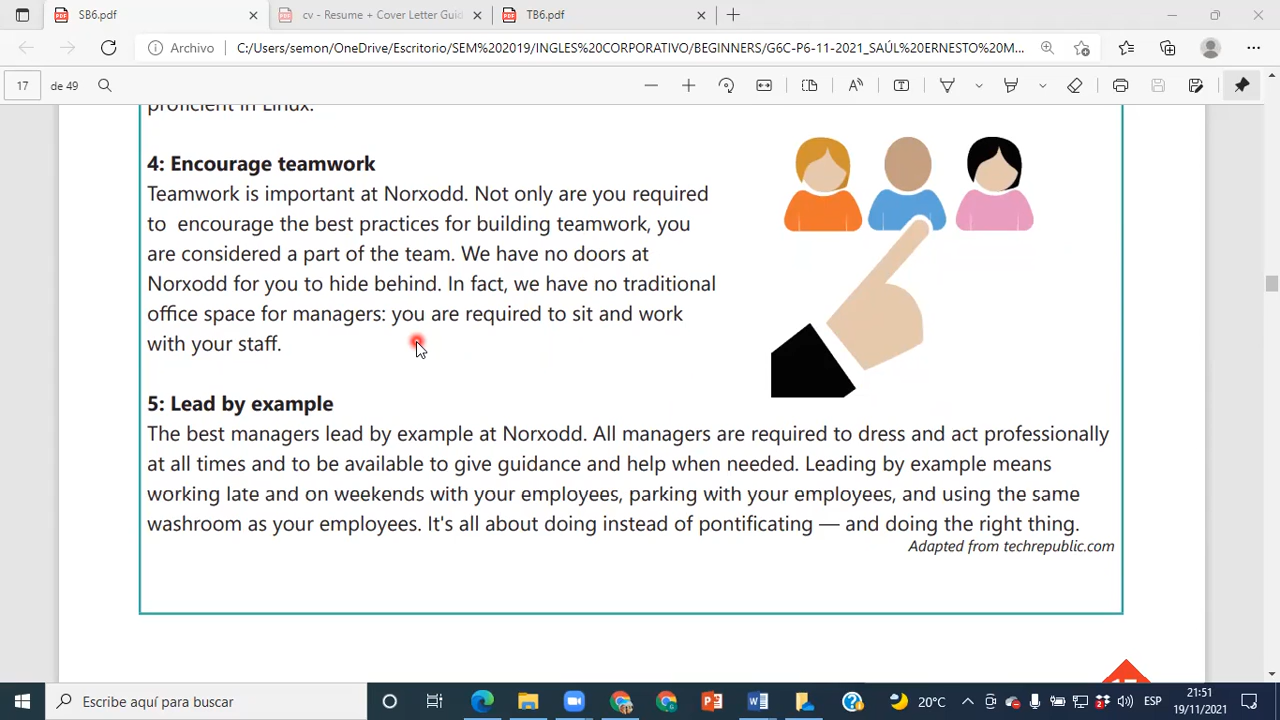 SB6.pdf
cv - Resume + Cover Letter Guid
TB6.pdf
Archivo
C:/Users/semon/OneDrive/Escritorio/SEM%202019/INGLES%20CORPORATIVO/BEGINNERS/G6C-P6-11-2021_SAÚL%20ERNESTO%20M...
17
de 49
proficient in Linux.
4: Encourage teamwork
Teamwork is important at Norxodd. Not only are you required
to encourage the best practices for building teamwork, you
are considered a part of the team. We have no doors at
Norxodd for you to hide behind. In fact, we have no traditional
office space for managers: you are required to sit and work
with your staff.
5: Lead by example
The best managers lead by example at Norxodd. All managers are required to dress and act professionally
at all times and to be available to give guidance and help when needed. Leading by example means
working late and on weekends with your employees, parking with your employees, and using the same
washroom as your employees. It's all about doing instead of pontificating — and doing the right thing.
Adapted from techrepublic.com
Escribe aquí para buscar
20°C
ESP
21:51
19/11/2021